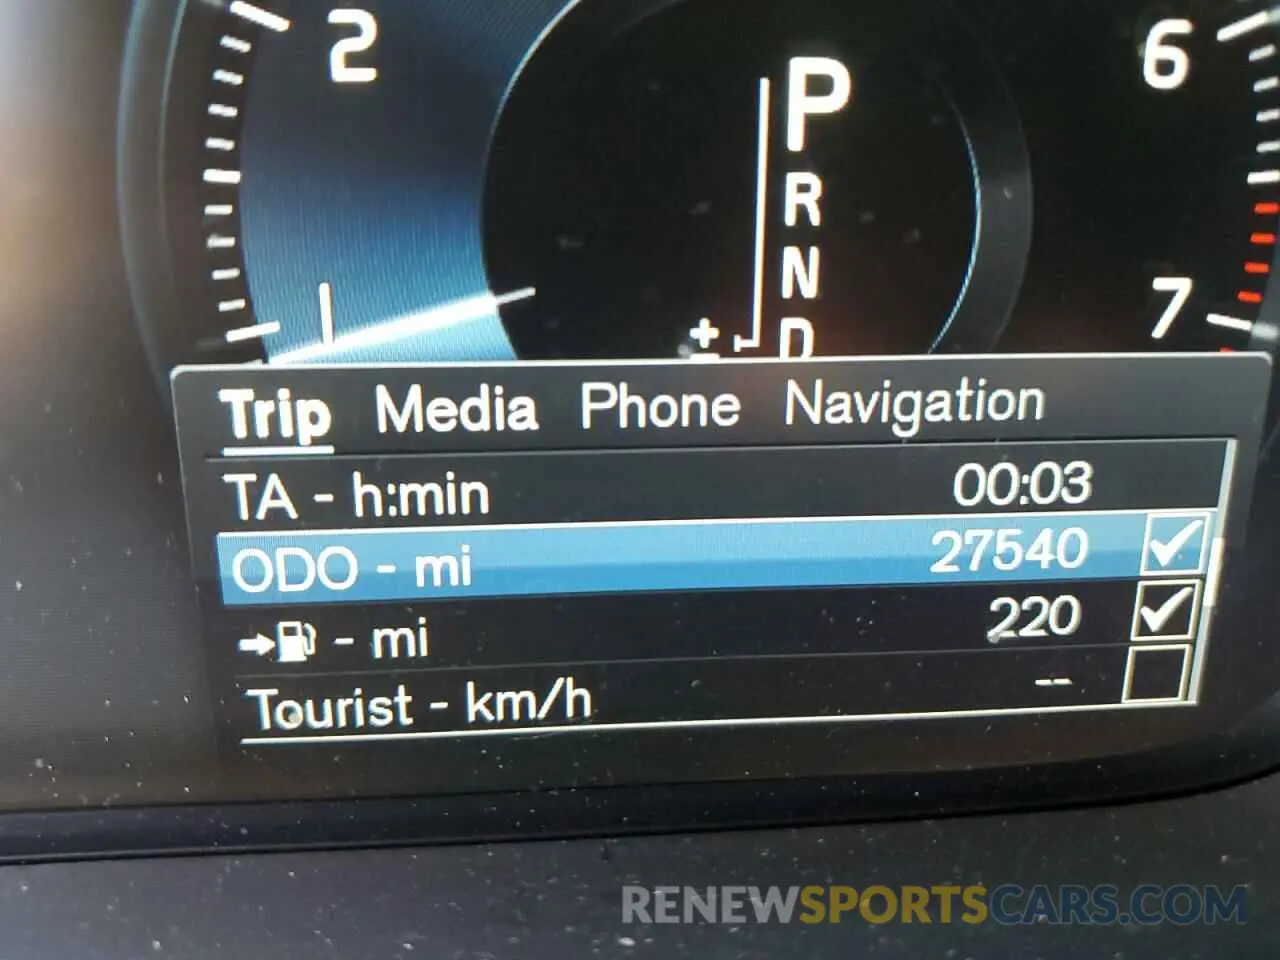 2
6
P
R
N
± D
1
7
Trip Media Phone Navigation
TA - h:min 00:03
ODO - mi 27540
- mi 220
Tourist - km/h --
RENEWSPORTSCARS.COM